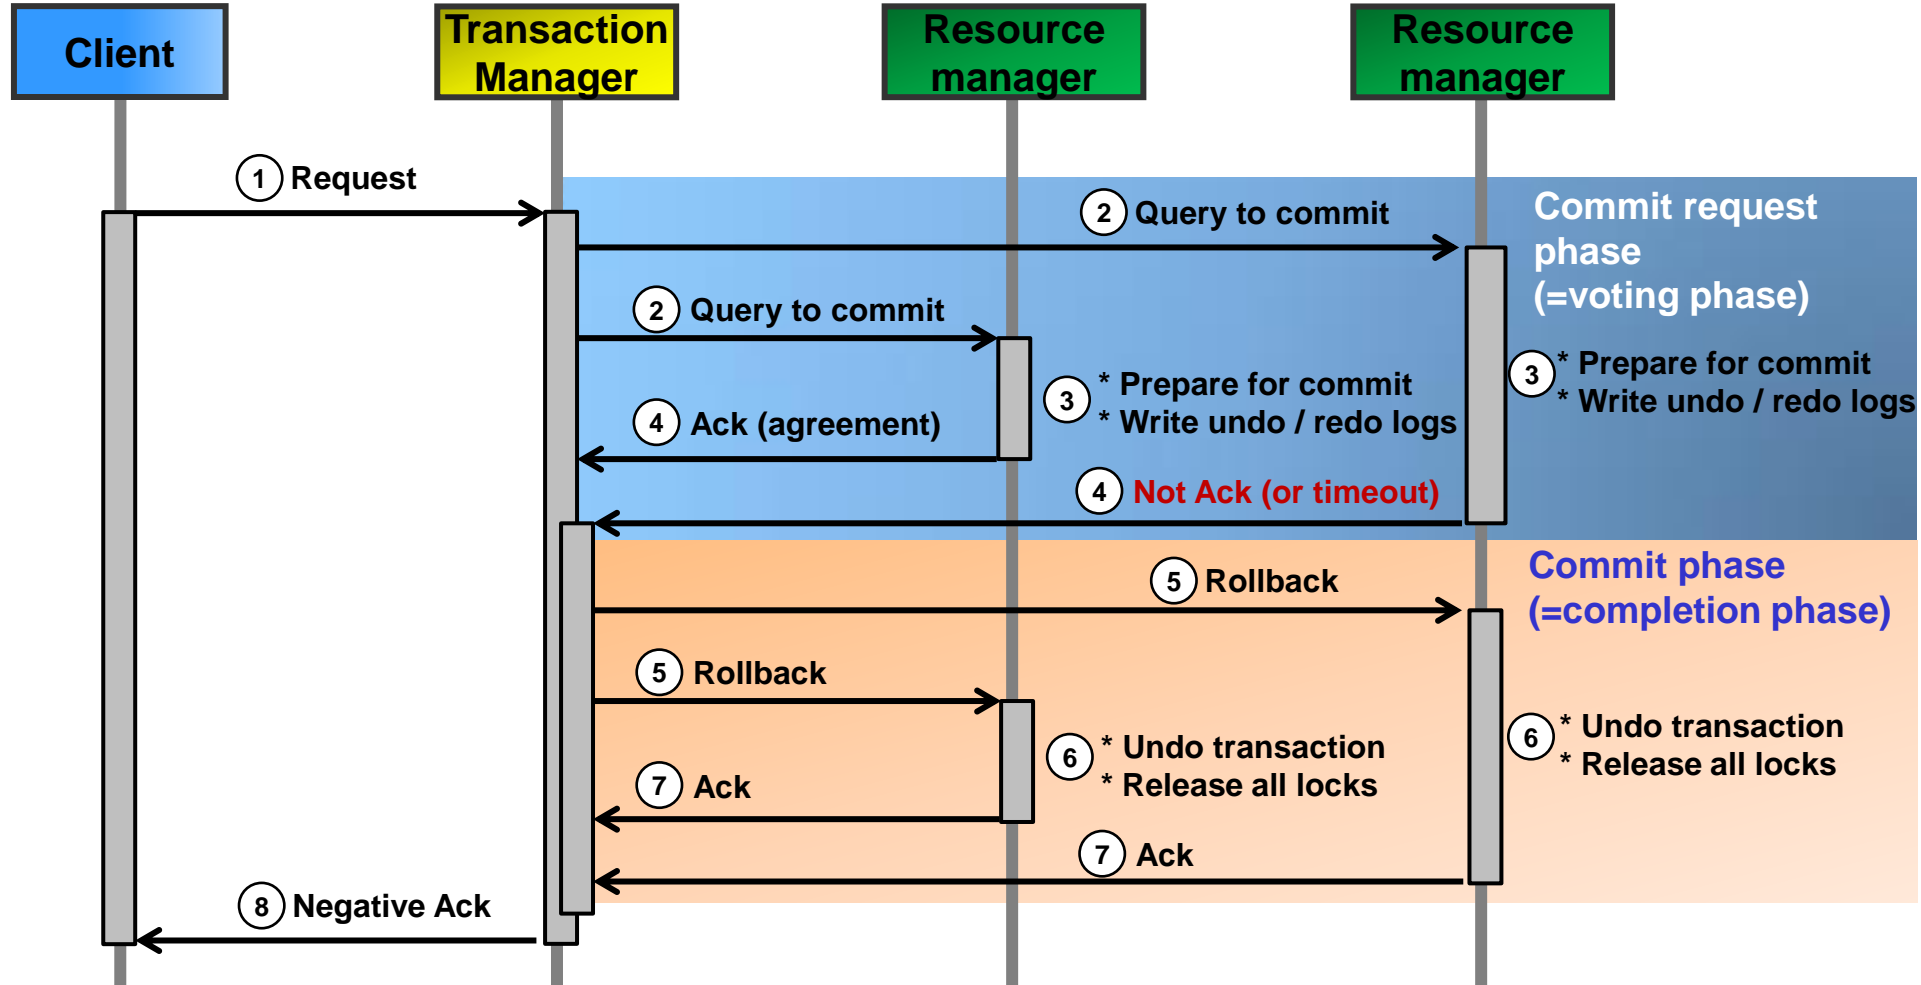 Client
Transaction
Manager
Resource
manager
Resource
manager
1 Request
2 Query to commit
Commit request
phase
(=voting phase)
2 Query to commit
3 * Prepare for commit
* Write undo / redo logs
3 * Prepare for commit
* Write undo / redo logs
4 Ack (agreement)
4 Not Ack (or timeout)
Commit phase
(=completion phase)
5 Rollback
5 Rollback
6 * Undo transaction
* Release all locks
6 * Undo transaction
* Release all locks
7 Ack
7 Ack
8 Negative Ack